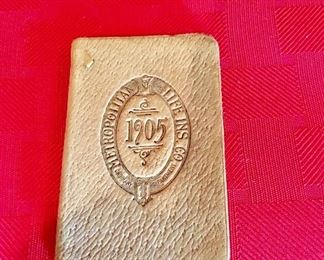 METROPOLITAN LIFE INS. CO.
1905